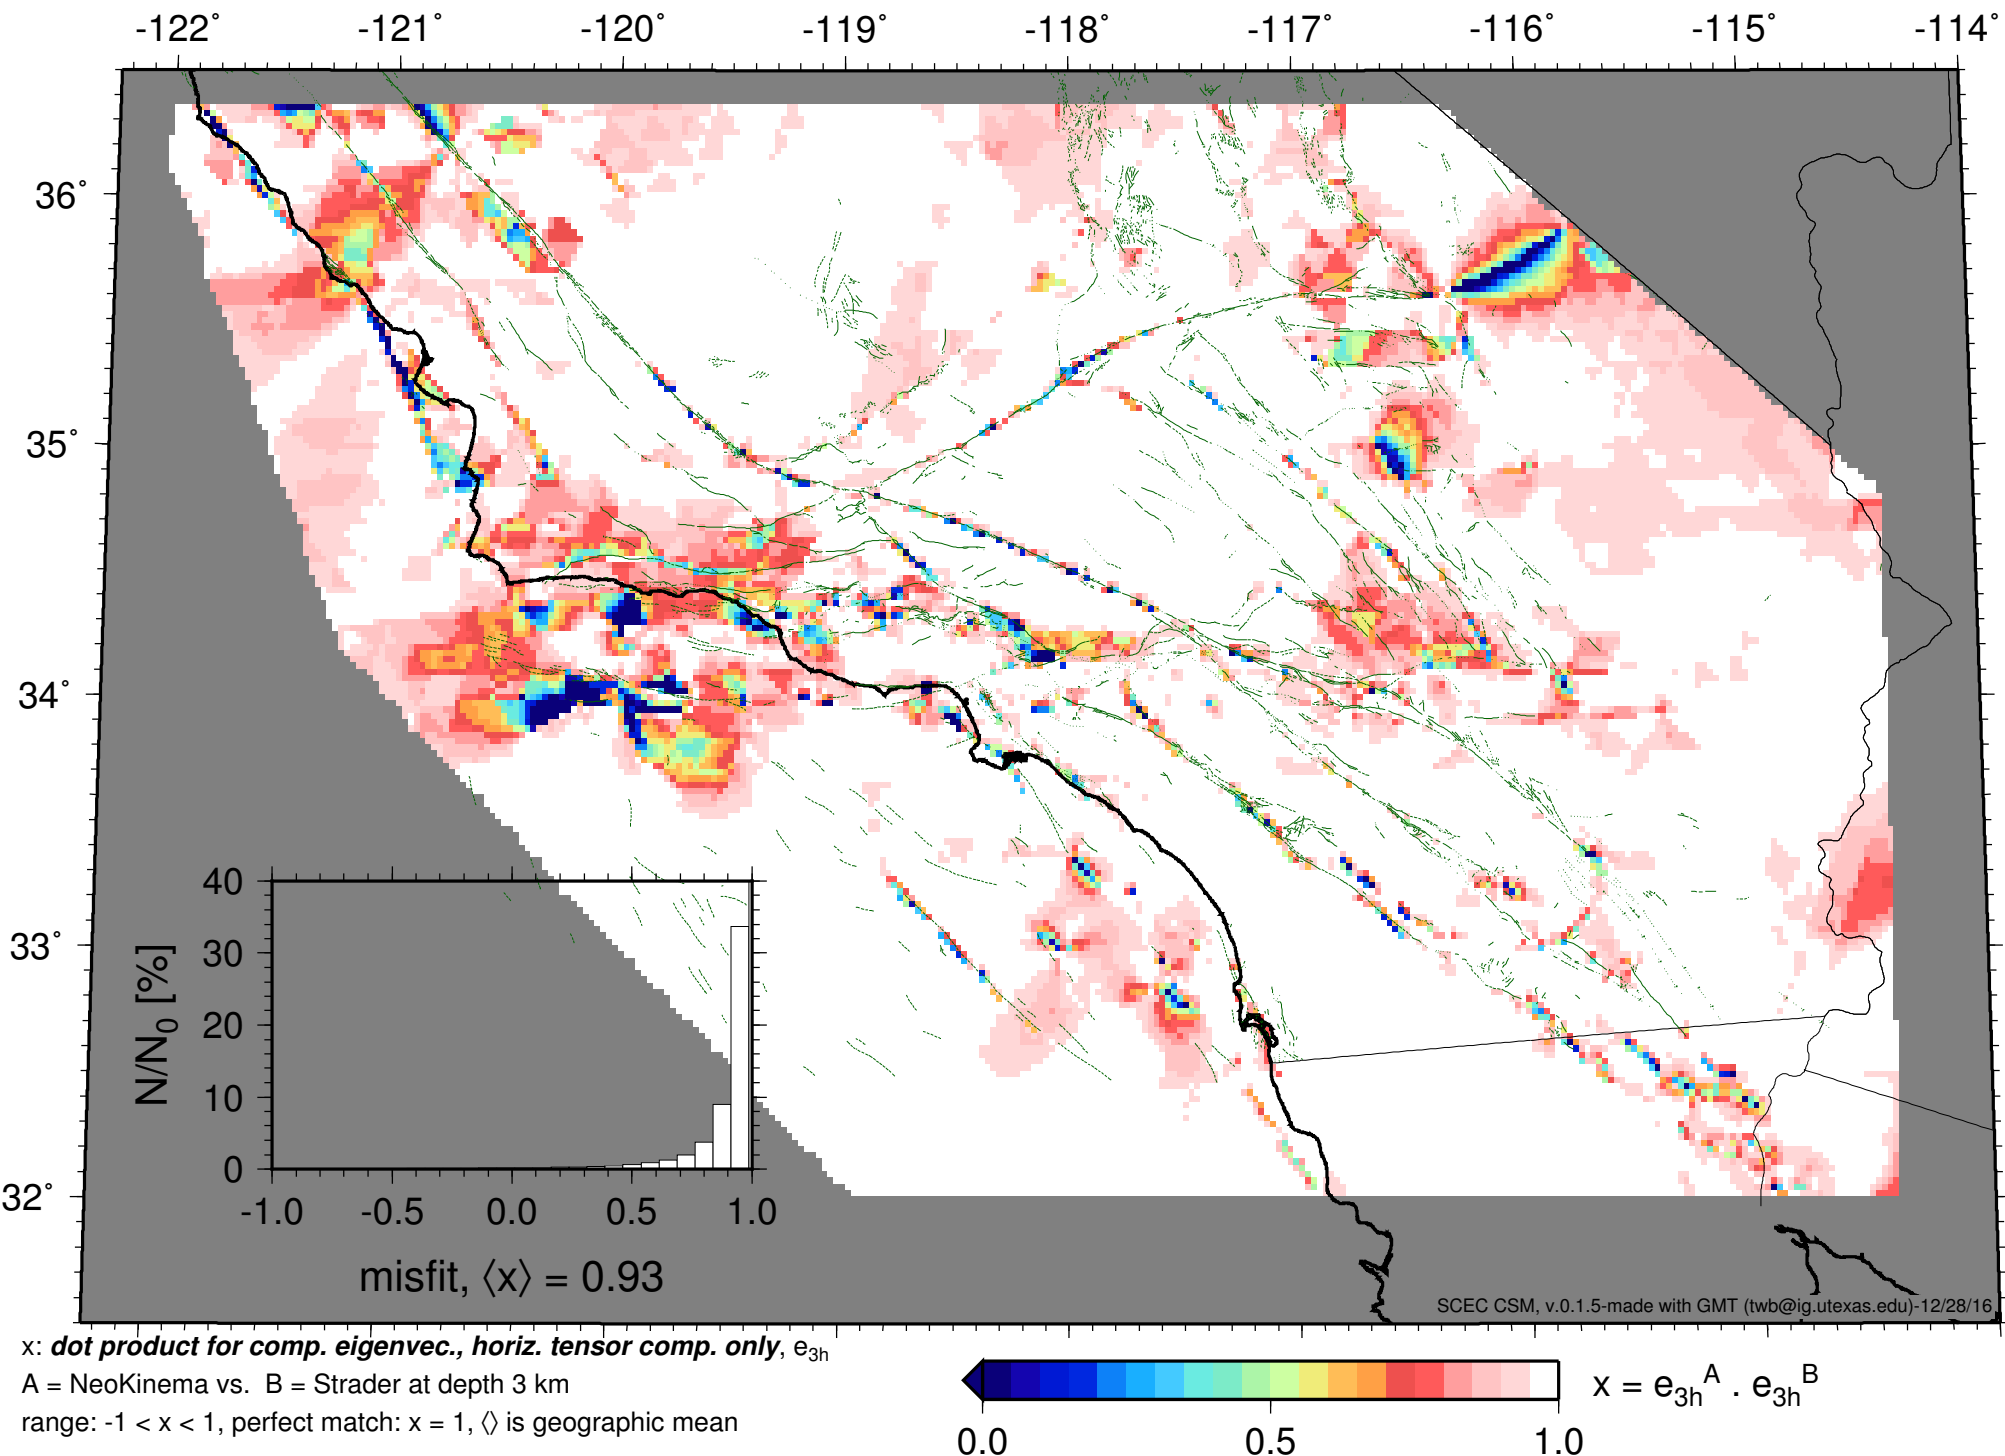 -122˚ -121˚ -120˚ -119˚ -118˚ -117˚ -116˚ -115˚ -114˚
36˚
35˚
34˚
33˚
32˚
40
30
20
10
0
N/N0 [%]
-1.0 -0.5 0.0 0.5 1.0
misfit, ⟨x⟩ = 0.93
SCEC CSM, v.0.1.5-made with GMT (twb@ig.utexas.edu)-12/28/16
x: dot product for comp. eigenvec., horiz. tensor comp. only, e3h
A = NeoKinema vs. B = Strader at depth 3 km
range: -1 < x < 1, perfect match: x = 1, ⟨⟩ is geographic mean
x = e3hA . e3hB
0.0 0.5 1.0